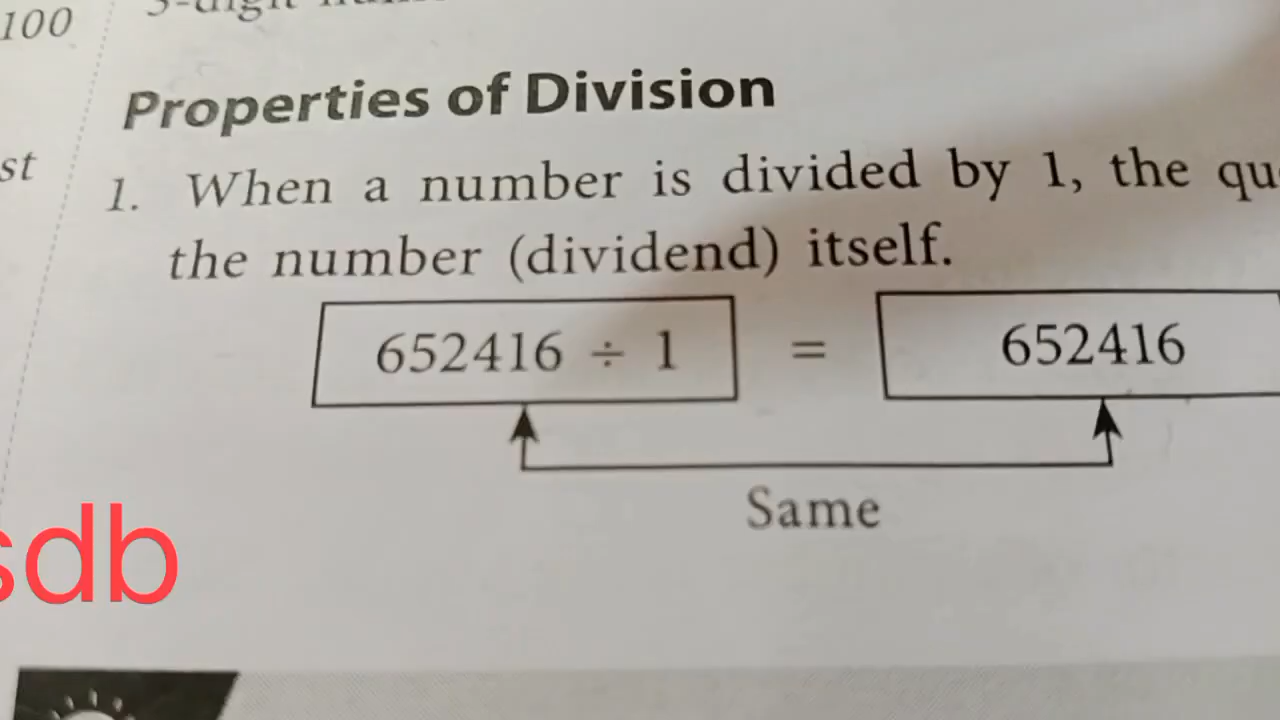 100
Properties of Division
st
1. When a number is divided by 1, the
the number (dividend) itself.
652416 ÷ 1 = 652416
Same
sdb